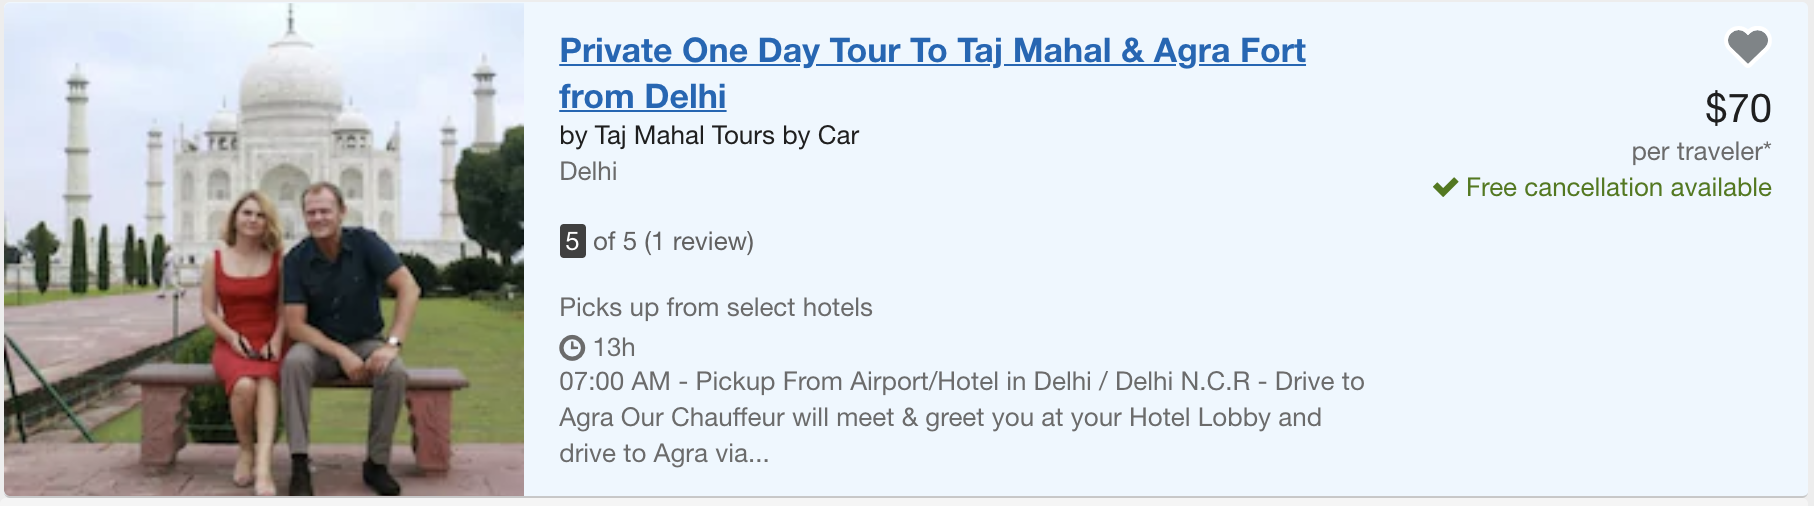 Private One Day Tour To Taj Mahal & Agra Fort
from Delhi
by Taj Mahal Tours by Car
Delhi
5 of 5 (1 review)
Picks up from select hotels
13h
07:00 AM - Pickup From Airport/Hotel in Delhi / Delhi N.C.R - Drive to
Agra Our Chauffeur will meet & greet you at your Hotel Lobby and
drive to Agra via...
$70
per traveler*
Free cancellation available